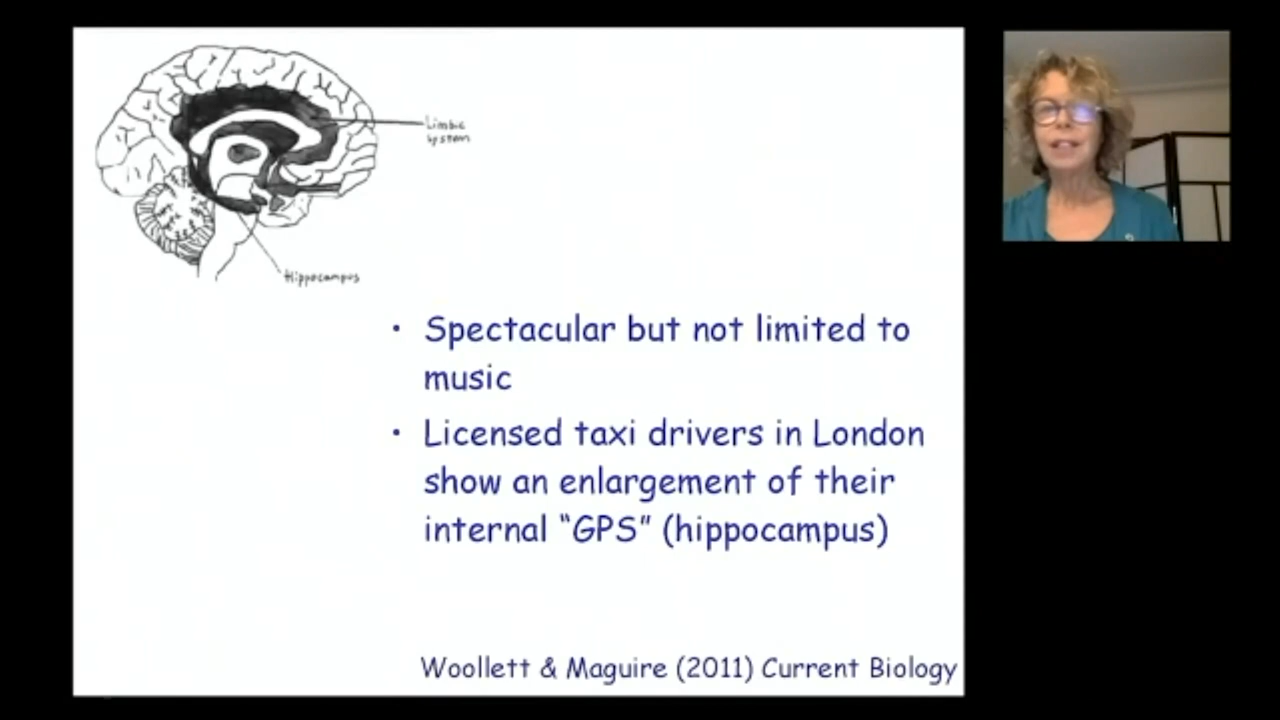 Limbic
system
Hippocampus
• Spectacular but not limited to
music
• Licensed taxi drivers in London
show an enlargement of their
internal “GPS” (hippocampus)
Woollett & Maguire (2011) Current Biology